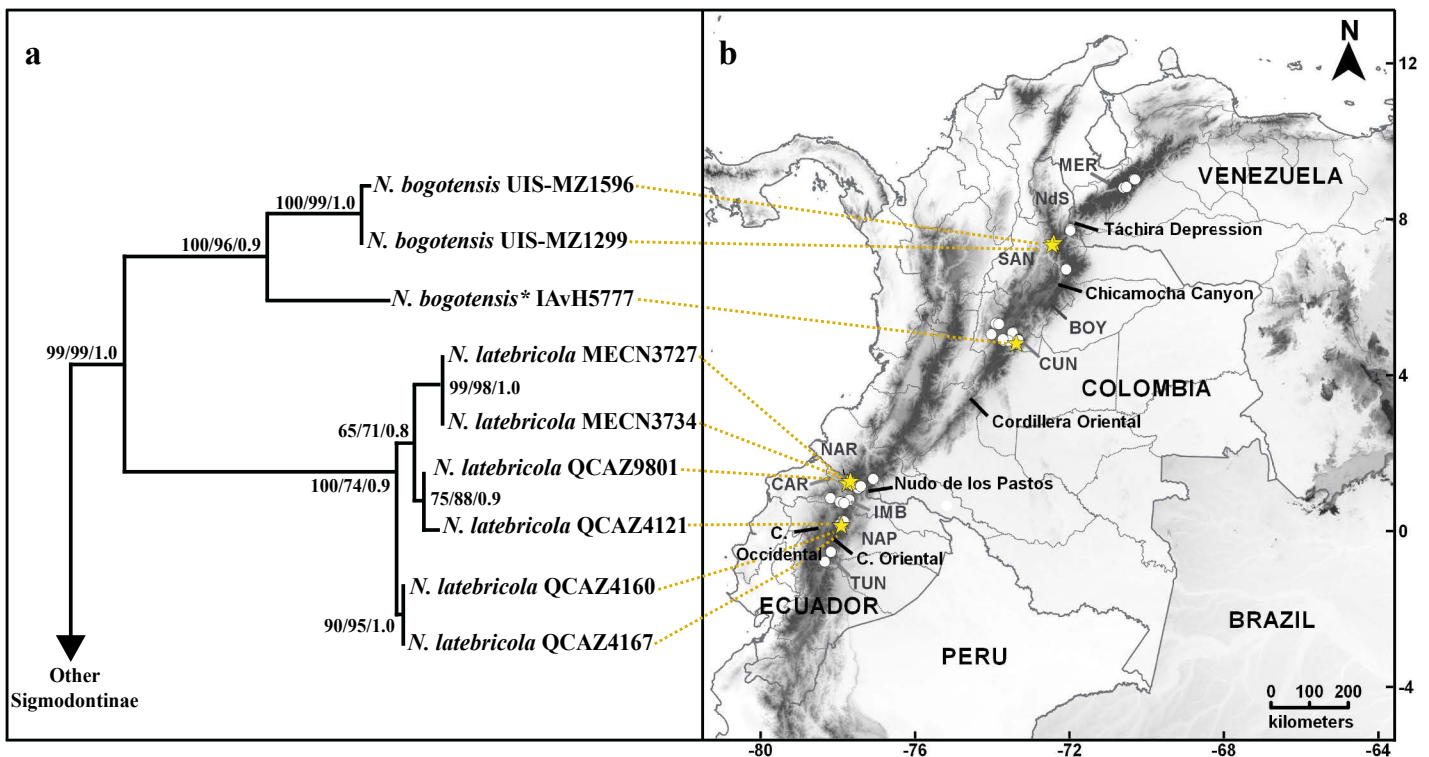 a
N. bogotensis UIS-MZ1596
100/99/1.0
N. bogotensis UIS-MZ1299
100/96/0.9
N. bogotensis* IAvH5777
99/99/1.0
N. latebricola MECN3727
99/98/1.0
N. latebricola MECN3734
65/71/0.8
N. latebricola QCAZ9801
100/74/0.9
75/88/0.9
N. latebricola QCAZ4121
N. latebricola QCAZ4160
90/95/1.0
N. latebricola QCAZ4167
Other
Sigmodontinae
b
N
12
MER
VENEZUELA
NdS
8
Táchira Depression
SAN
Chicamocha Canyon
BOY
CUN
4
COLOMBIA
Cordillera Oriental
NAR
CAR
Nudo de los Pastos
IMB
0
C.
Occidental
NAP
C. Oriental
TUN
ECUADOR
BRAZIL
PERU
-4
0 100 200
kilometers
-80 -76 -72 -68 -64